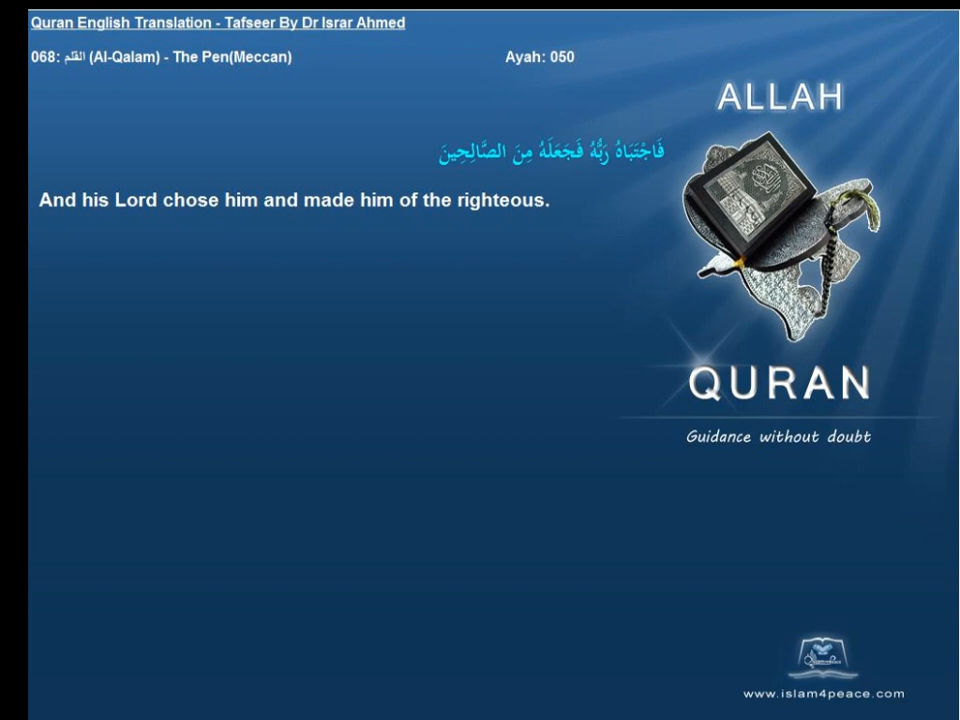 Quran English Translation - Tafseer By Dr Israr Ahmed
068: القلم (Al-Qalam) - The Pen(Meccan) Ayah: 050
ALLAH
فَاجْتَبَاهُ رَبُّهُ فَجَعَلَهُ مِنَ الصَّالِحِينَ
And his Lord chose him and made him of the righteous.
QURAN
Guidance without doubt
www.islam4peace.com